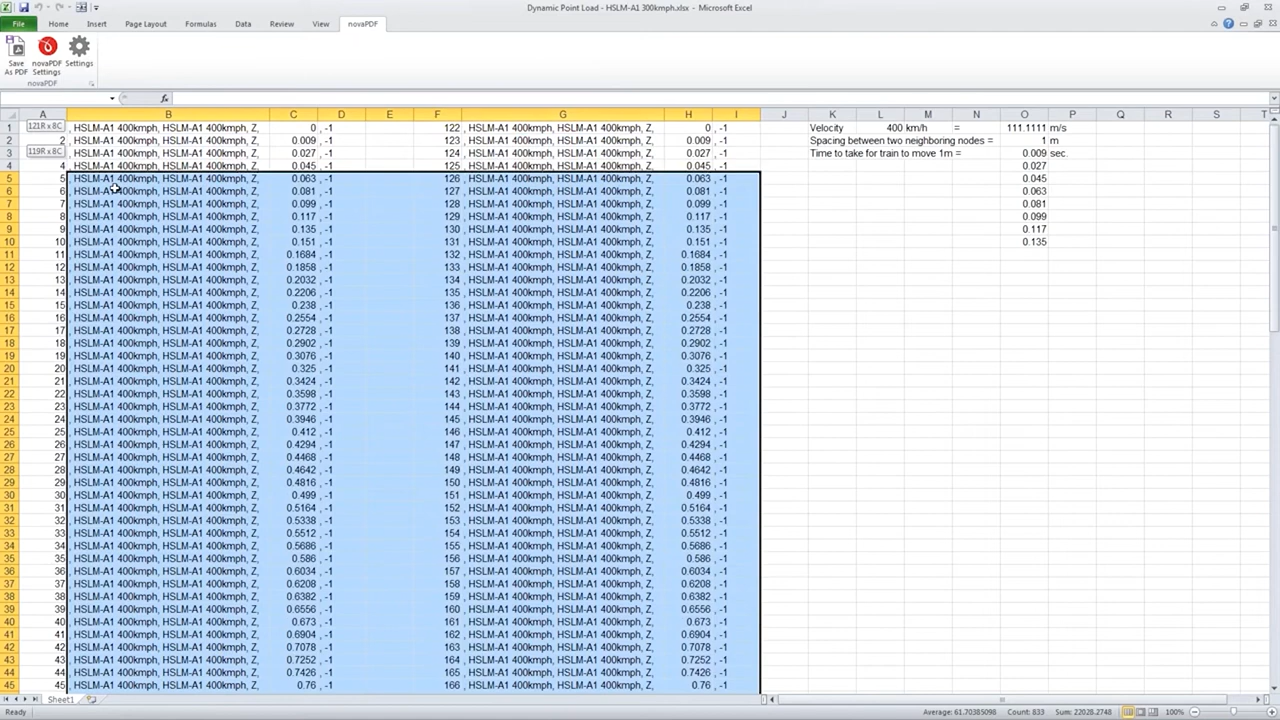 Dynamic Point Load - HSLM-A1 300kmph.xlsx - Microsoft Excel
File Home Insert Page Layout Formulas Data Review View novaPDF
Save As PDF novaPDF Settings Settings
novaPDF
A B C D E F G H I J K L M N O P Q R S T
1 , HSLM-A1 400kmph, HSLM-A1 400kmph, Z, 0 , -1 122 , HSLM-A1 400kmph, HSLM-A1 400kmph, Z, 0 , -1 Velocity 400 km/h = 111.1111 m/s
121R x 8C
2 2 , HSLM-A1 400kmph, HSLM-A1 400kmph, Z, 0.009 , -1 123 , HSLM-A1 400kmph, HSLM-A1 400kmph, Z, 0.009 , -1 Spacing between two neighboring nodes = 1 m
3 , HSLM-A1 400kmph, HSLM-A1 400kmph, Z, 0.027 , -1 124 , HSLM-A1 400kmph, HSLM-A1 400kmph, Z, 0.027 , -1 Time to take for train to move 1m = 0.009 sec.
119R x 8C
4 4 , HSLM-A1 400kmph, HSLM-A1 400kmph, Z, 0.045 , -1 125 , HSLM-A1 400kmph, HSLM-A1 400kmph, Z, 0.045 , -1 0.027
5 5 , HSLM-A1 400kmph, HSLM-A1 400kmph, Z, 0.063 , -1 126 , HSLM-A1 400kmph, HSLM-A1 400kmph, Z, 0.063 , -1 0.045
6 6 , HSLM-A1 400kmph, HSLM-A1 400kmph, Z, 0.081 , -1 127 , HSLM-A1 400kmph, HSLM-A1 400kmph, Z, 0.081 , -1 0.063
7 7 , HSLM-A1 400kmph, HSLM-A1 400kmph, Z, 0.099 , -1 128 , HSLM-A1 400kmph, HSLM-A1 400kmph, Z, 0.099 , -1 0.081
8 8 , HSLM-A1 400kmph, HSLM-A1 400kmph, Z, 0.117 , -1 129 , HSLM-A1 400kmph, HSLM-A1 400kmph, Z, 0.117 , -1 0.099
9 9 , HSLM-A1 400kmph, HSLM-A1 400kmph, Z, 0.135 , -1 130 , HSLM-A1 400kmph, HSLM-A1 400kmph, Z, 0.135 , -1 0.117
10 10 , HSLM-A1 400kmph, HSLM-A1 400kmph, Z, 0.151 , -1 131 , HSLM-A1 400kmph, HSLM-A1 400kmph, Z, 0.151 , -1 0.135
11 11 , HSLM-A1 400kmph, HSLM-A1 400kmph, Z, 0.1684 , -1 132 , HSLM-A1 400kmph, HSLM-A1 400kmph, Z, 0.1684 , -1
12 12 , HSLM-A1 400kmph, HSLM-A1 400kmph, Z, 0.1858 , -1 133 , HSLM-A1 400kmph, HSLM-A1 400kmph, Z, 0.1858 , -1
13 13 , HSLM-A1 400kmph, HSLM-A1 400kmph, Z, 0.2032 , -1 134 , HSLM-A1 400kmph, HSLM-A1 400kmph, Z, 0.2032 , -1
14 14 , HSLM-A1 400kmph, HSLM-A1 400kmph, Z, 0.2206 , -1 135 , HSLM-A1 400kmph, HSLM-A1 400kmph, Z, 0.2206 , -1
15 15 , HSLM-A1 400kmph, HSLM-A1 400kmph, Z, 0.238 , -1 136 , HSLM-A1 400kmph, HSLM-A1 400kmph, Z, 0.238 , -1
16 16 , HSLM-A1 400kmph, HSLM-A1 400kmph, Z, 0.2554 , -1 137 , HSLM-A1 400kmph, HSLM-A1 400kmph, Z, 0.2554 , -1
17 17 , HSLM-A1 400kmph, HSLM-A1 400kmph, Z, 0.2728 , -1 138 , HSLM-A1 400kmph, HSLM-A1 400kmph, Z, 0.2728 , -1
18 18 , HSLM-A1 400kmph, HSLM-A1 400kmph, Z, 0.2902 , -1 139 , HSLM-A1 400kmph, HSLM-A1 400kmph, Z, 0.2902 , -1
19 19 , HSLM-A1 400kmph, HSLM-A1 400kmph, Z, 0.3076 , -1 140 , HSLM-A1 400kmph, HSLM-A1 400kmph, Z, 0.3076 , -1
20 20 , HSLM-A1 400kmph, HSLM-A1 400kmph, Z, 0.325 , -1 141 , HSLM-A1 400kmph, HSLM-A1 400kmph, Z, 0.325 , -1
21 21 , HSLM-A1 400kmph, HSLM-A1 400kmph, Z, 0.3424 , -1 142 , HSLM-A1 400kmph, HSLM-A1 400kmph, Z, 0.3424 , -1
22 22 , HSLM-A1 400kmph, HSLM-A1 400kmph, Z, 0.3598 , -1 143 , HSLM-A1 400kmph, HSLM-A1 400kmph, Z, 0.3598 , -1
23 23 , HSLM-A1 400kmph, HSLM-A1 400kmph, Z, 0.3772 , -1 144 , HSLM-A1 400kmph, HSLM-A1 400kmph, Z, 0.3772 , -1
24 24 , HSLM-A1 400kmph, HSLM-A1 400kmph, Z, 0.3946 , -1 145 , HSLM-A1 400kmph, HSLM-A1 400kmph, Z, 0.3946 , -1
25 25 , HSLM-A1 400kmph, HSLM-A1 400kmph, Z, 0.412 , -1 146 , HSLM-A1 400kmph, HSLM-A1 400kmph, Z, 0.412 , -1
26 26 , HSLM-A1 400kmph, HSLM-A1 400kmph, Z, 0.4294 , -1 147 , HSLM-A1 400kmph, HSLM-A1 400kmph, Z, 0.4294 , -1
27 27 , HSLM-A1 400kmph, HSLM-A1 400kmph, Z, 0.4468 , -1 148 , HSLM-A1 400kmph, HSLM-A1 400kmph, Z, 0.4468 , -1
28 28 , HSLM-A1 400kmph, HSLM-A1 400kmph, Z, 0.4642 , -1 149 , HSLM-A1 400kmph, HSLM-A1 400kmph, Z, 0.4642 , -1
29 29 , HSLM-A1 400kmph, HSLM-A1 400kmph, Z, 0.4816 , -1 150 , HSLM-A1 400kmph, HSLM-A1 400kmph, Z, 0.4816 , -1
30 30 , HSLM-A1 400kmph, HSLM-A1 400kmph, Z, 0.499 , -1 151 , HSLM-A1 400kmph, HSLM-A1 400kmph, Z, 0.499 , -1
31 31 , HSLM-A1 400kmph, HSLM-A1 400kmph, Z, 0.5164 , -1 152 , HSLM-A1 400kmph, HSLM-A1 400kmph, Z, 0.5164 , -1
32 32 , HSLM-A1 400kmph, HSLM-A1 400kmph, Z, 0.5338 , -1 153 , HSLM-A1 400kmph, HSLM-A1 400kmph, Z, 0.5338 , -1
33 33 , HSLM-A1 400kmph, HSLM-A1 400kmph, Z, 0.5512 , -1 154 , HSLM-A1 400kmph, HSLM-A1 400kmph, Z, 0.5512 , -1
34 34 , HSLM-A1 400kmph, HSLM-A1 400kmph, Z, 0.5686 , -1 155 , HSLM-A1 400kmph, HSLM-A1 400kmph, Z, 0.5686 , -1
35 35 , HSLM-A1 400kmph, HSLM-A1 400kmph, Z, 0.586 , -1 156 , HSLM-A1 400kmph, HSLM-A1 400kmph, Z, 0.586 , -1
36 36 , HSLM-A1 400kmph, HSLM-A1 400kmph, Z, 0.6034 , -1 157 , HSLM-A1 400kmph, HSLM-A1 400kmph, Z, 0.6034 , -1
37 37 , HSLM-A1 400kmph, HSLM-A1 400kmph, Z, 0.6208 , -1 158 , HSLM-A1 400kmph, HSLM-A1 400kmph, Z, 0.6208 , -1
38 38 , HSLM-A1 400kmph, HSLM-A1 400kmph, Z, 0.6382 , -1 159 , HSLM-A1 400kmph, HSLM-A1 400kmph, Z, 0.6382 , -1
39 39 , HSLM-A1 400kmph, HSLM-A1 400kmph, Z, 0.6556 , -1 160 , HSLM-A1 400kmph, HSLM-A1 400kmph, Z, 0.6556 , -1
40 40 , HSLM-A1 400kmph, HSLM-A1 400kmph, Z, 0.673 , -1 161 , HSLM-A1 400kmph, HSLM-A1 400kmph, Z, 0.673 , -1
41 41 , HSLM-A1 400kmph, HSLM-A1 400kmph, Z, 0.6904 , -1 162 , HSLM-A1 400kmph, HSLM-A1 400kmph, Z, 0.6904 , -1
42 42 , HSLM-A1 400kmph, HSLM-A1 400kmph, Z, 0.7078 , -1 163 , HSLM-A1 400kmph, HSLM-A1 400kmph, Z, 0.7078 , -1
43 43 , HSLM-A1 400kmph, HSLM-A1 400kmph, Z, 0.7252 , -1 164 , HSLM-A1 400kmph, HSLM-A1 400kmph, Z, 0.7252 , -1
44 44 , HSLM-A1 400kmph, HSLM-A1 400kmph, Z, 0.7426 , -1 165 , HSLM-A1 400kmph, HSLM-A1 400kmph, Z, 0.7426 , -1
45 45 , HSLM-A1 400kmph, HSLM-A1 400kmph, Z, 0.76 , -1 166 , HSLM-A1 400kmph, HSLM-A1 400kmph, Z, 0.76 , -1
Sheet1
Ready Average: 61.70385098 Count: 833 Sum: 22028.2748 100%